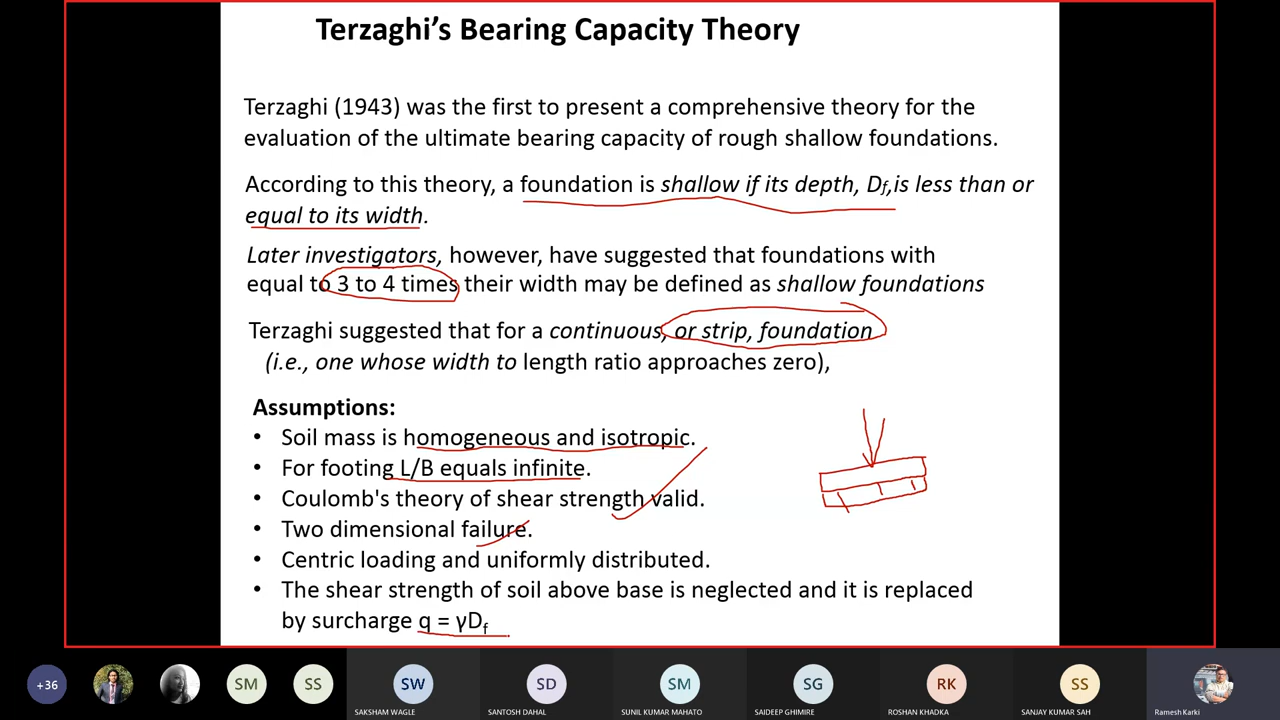 Terzaghi's Bearing Capacity Theory
Terzaghi (1943) was the first to present a comprehensive theory for the
evaluation of the ultimate bearing capacity of rough shallow foundations.
According to this theory, a foundation is shallow if its depth, Df,is less than or
equal to its width.
Later investigators, however, have suggested that foundations with
equal to 3 to 4 times their width may be defined as shallow foundations
Terzaghi suggested that for a continuous, or strip, foundation
(i.e., one whose width to length ratio approaches zero),
Assumptions:
• Soil mass is homogeneous and isotropic.
• For footing L/B equals infinite.
• Coulomb's theory of shear strength valid.
• Two dimensional failure.
• Centric loading and uniformly distributed.
• The shear strength of soil above base is neglected and it is replaced
by surcharge q = γDf
+36 SM SS SW SD SM SG RK SS
SAKSHAM WAGLE SANTOSH DAHAL SUNIL KUMAR MAHATO SAIDEEP GHIMIRE ROSHAN KHADKA SANJAY KUMAR SAH Ramesh Karki